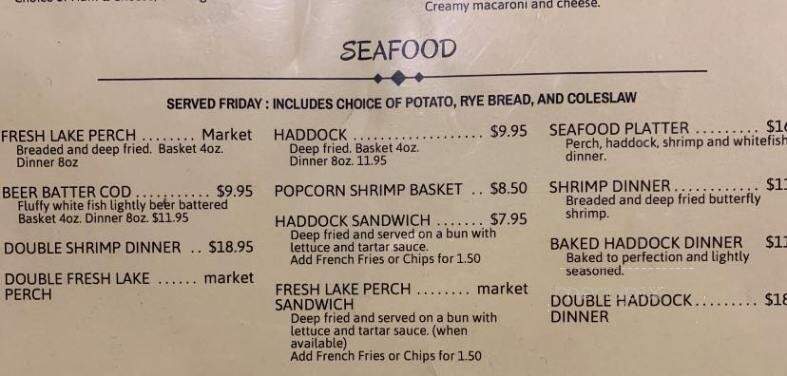 Creamy macaroni and cheese.
SEAFOOD
SERVED FRIDAY : INCLUDES CHOICE OF POTATO, RYE BREAD, AND COLESLAW
FRESH LAKE PERCH ........ Market
Breaded and deep fried. Basket 4oz.
Dinner 8oz
BEER BATTER COD .......... $9.95
Fluffy white fish lightly beer battered
Basket 4oz. Dinner 8oz. $11.95
DOUBLE SHRIMP DINNER .. $18.95
DOUBLE FRESH LAKE ...... market
PERCH
HADDOCK ................... $9.95
Deep fried. Basket 4oz.
Dinner 8oz. 11.95
POPCORN SHRIMP BASKET .. $8.50
HADDOCK SANDWICH ....... $7.95
Deep fried and served on a bun with
lettuce and tartar sauce.
Add French Fries or Chips for 1.50
FRESH LAKE PERCH ........ market
SANDWICH
Deep fried and served on a bun with
lettuce and tartar sauce. (when
available)
Add French Fries or Chips for 1.50
SEAFOOD PLATTER ......... $1
Perch, haddock, shrimp and whitefish
dinner.
SHRIMP DINNER ............ $1
Breaded and deep fried butterfly
shrimp.
BAKED HADDOCK DINNER $1
Baked to perfection and lightly
seasoned.
DOUBLE HADDOCK ......... $18
DINNER